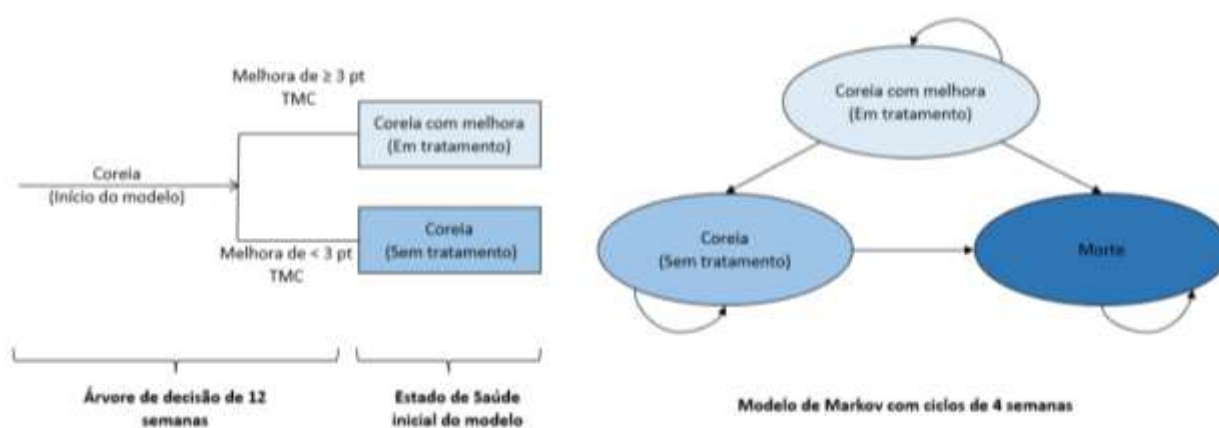 Melhora de ≥ 3 pt
TMC
Coreia com melhora
(Em tratamento)
Coreia
(Início do modelo)
Coreia
(Sem tratamento)
Melhora de < 3 pt
TMC
Árvore de decisão de 12
semanas
Estado de Saúde
inicial do modelo
Coreia com melhora
(Em tratamento)
Coreia
(Sem tratamento)
Morte
Modelo de Markov com ciclos de 4 semanas